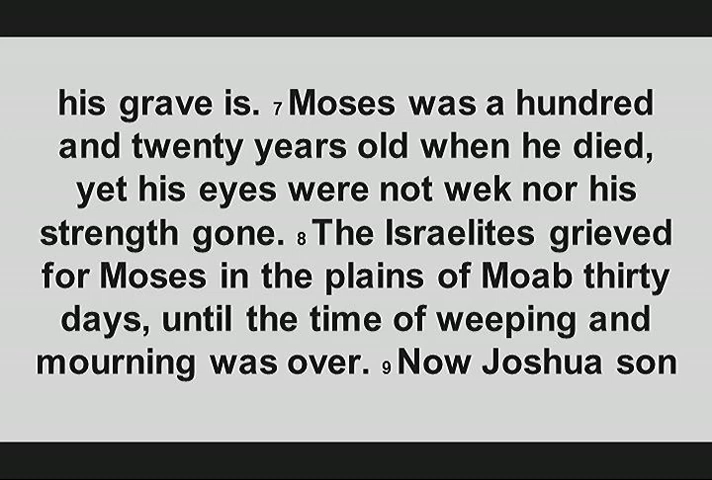 his grave is. 7 Moses was a hundred
and twenty years old when he died,
yet his eyes were not wek nor his
strength gone. 8 The Israelites grieved
for Moses in the plains of Moab thirty
days, until the time of weeping and
mourning was over. 9 Now Joshua son